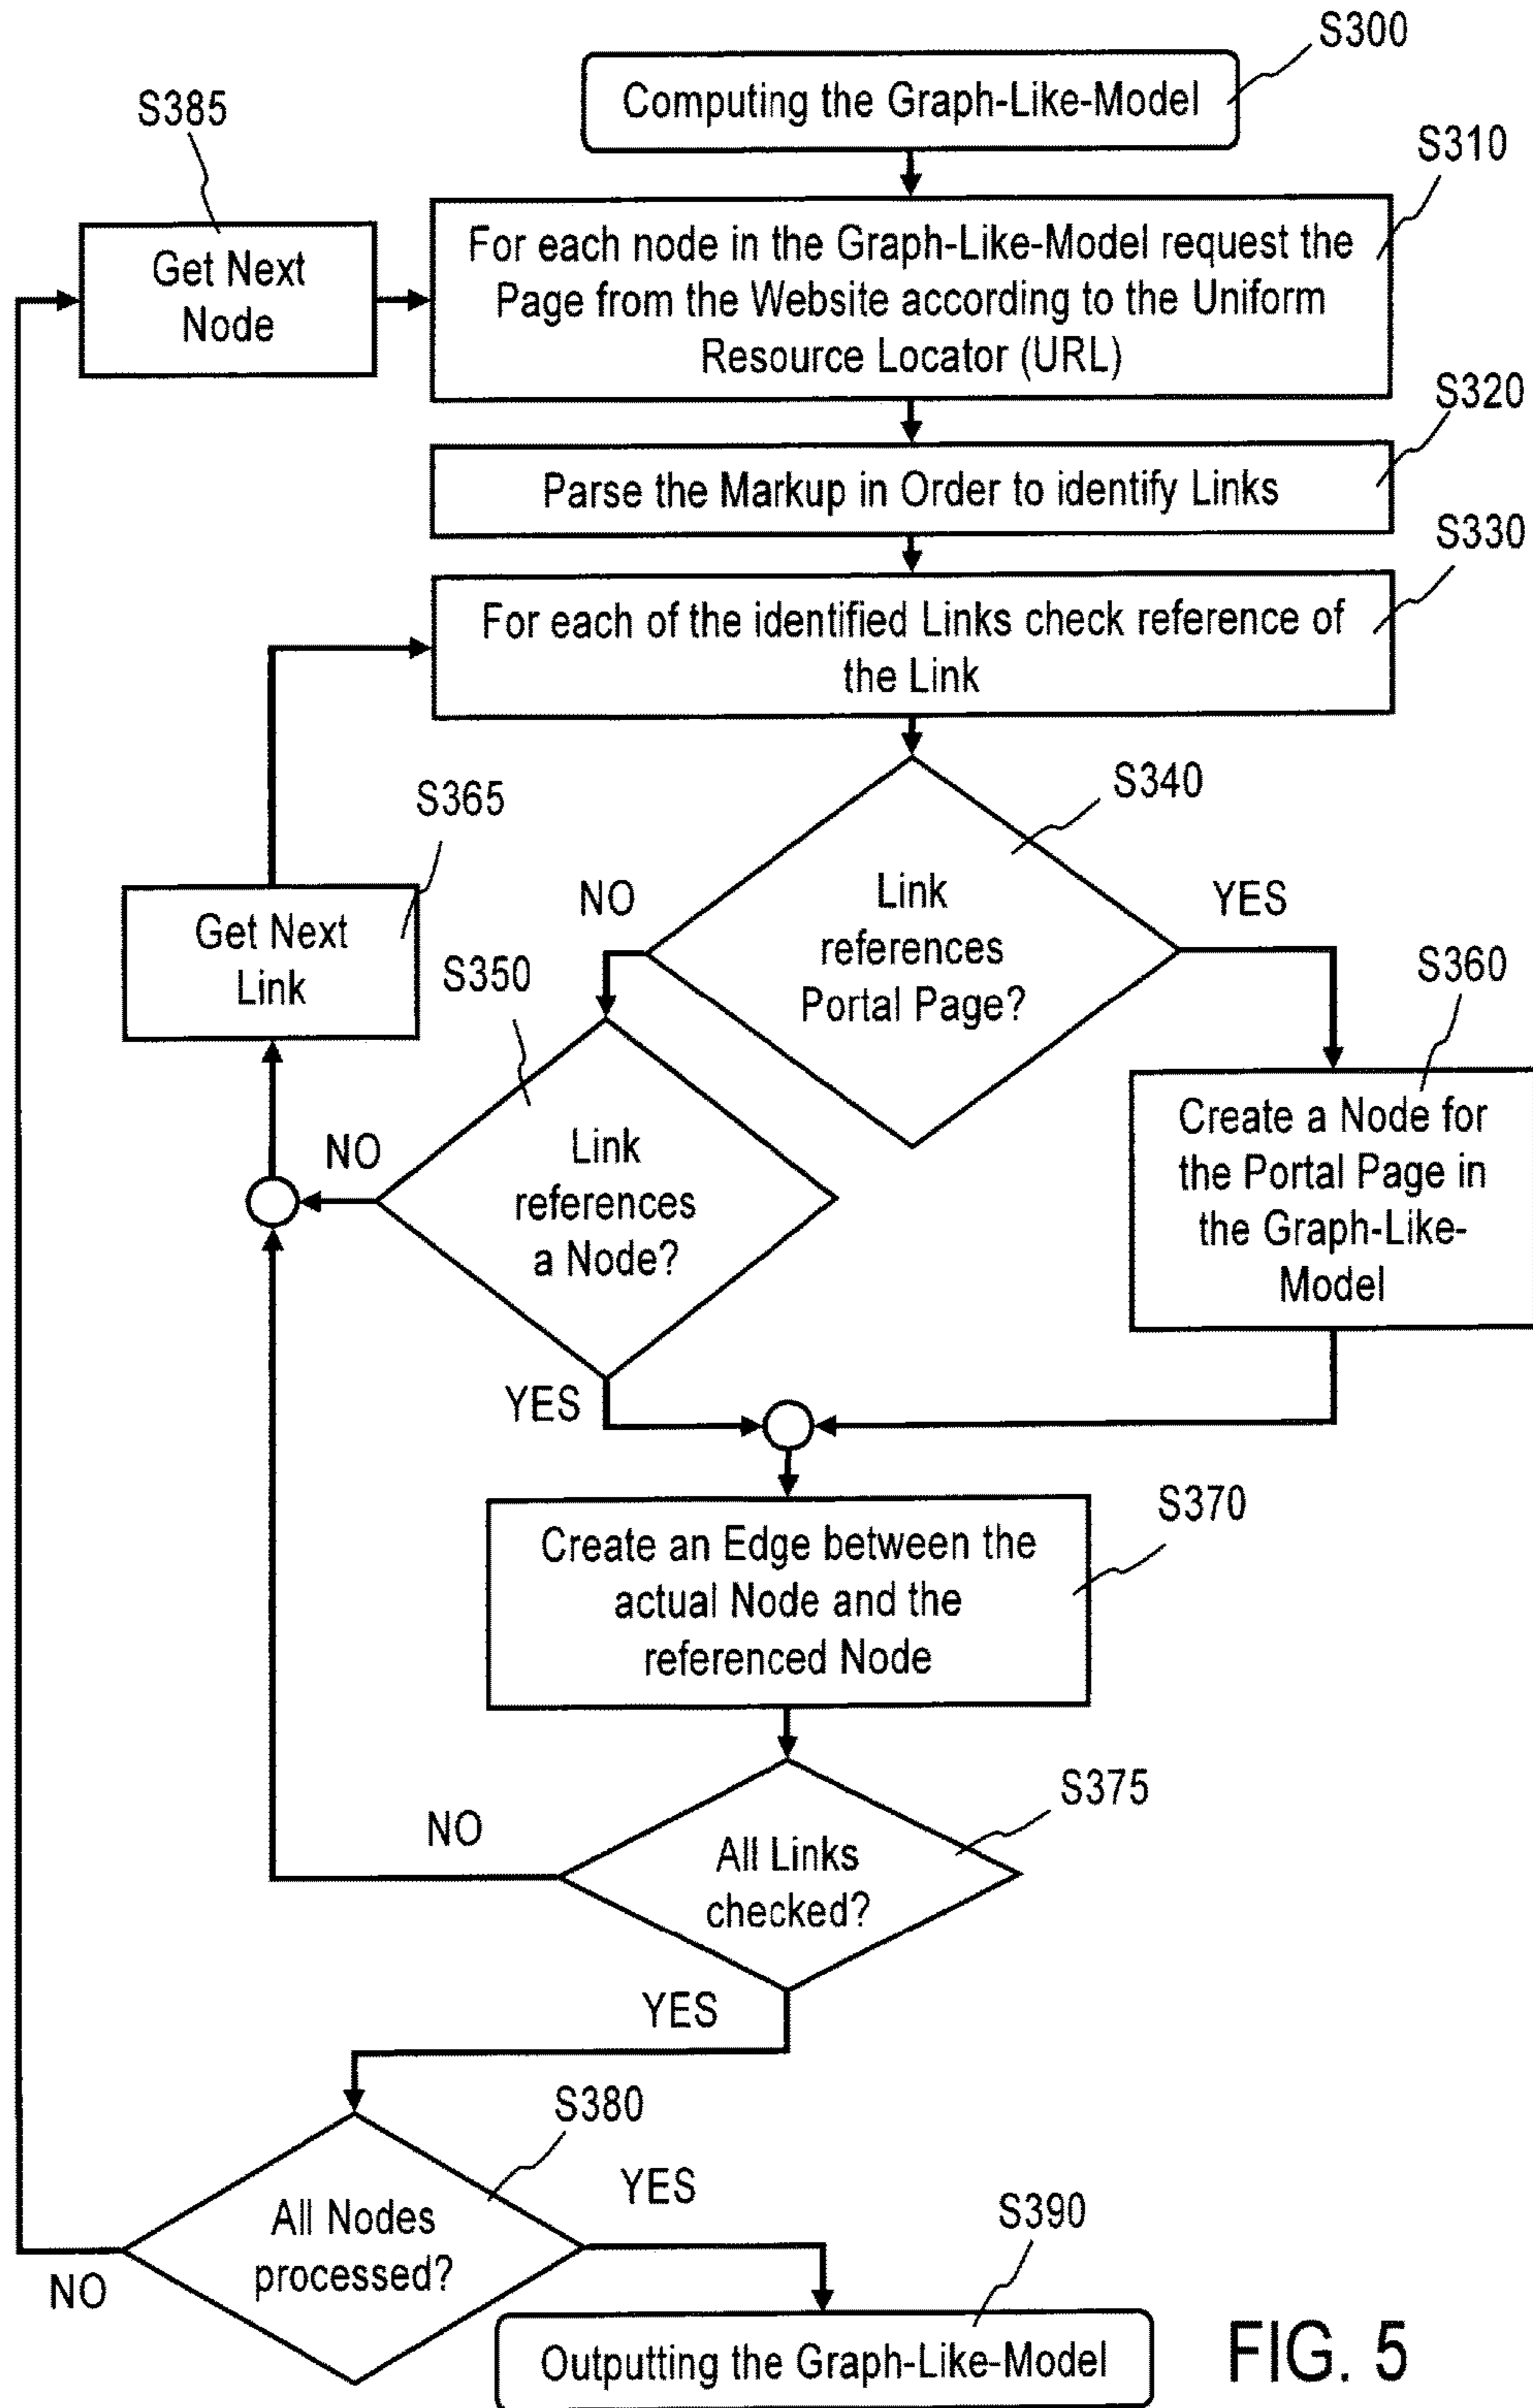 S300
Computing the Graph-Like-Model
S385
S310
Get Next
Node
For each node in the Graph-Like-Model request the
Page from the Website according to the Uniform
Resource Locator (URL)
S320
Parse the Markup in Order to identify Links
S330
For each of the identified Links check reference of
the Link
S340
S365
NO
Link
references
Portal Page?
YES
Get Next
Link
S350
S360
NO
Link
references
a Node?
Create a Node for
the Portal Page in
the Graph-Like-
Model
YES
S370
Create an Edge between the
actual Node and the
referenced Node
S375
NO
All Links
checked?
YES
S380
YES
All Nodes
processed?
NO
S390
Outputting the Graph-Like-Model
FIG. 5